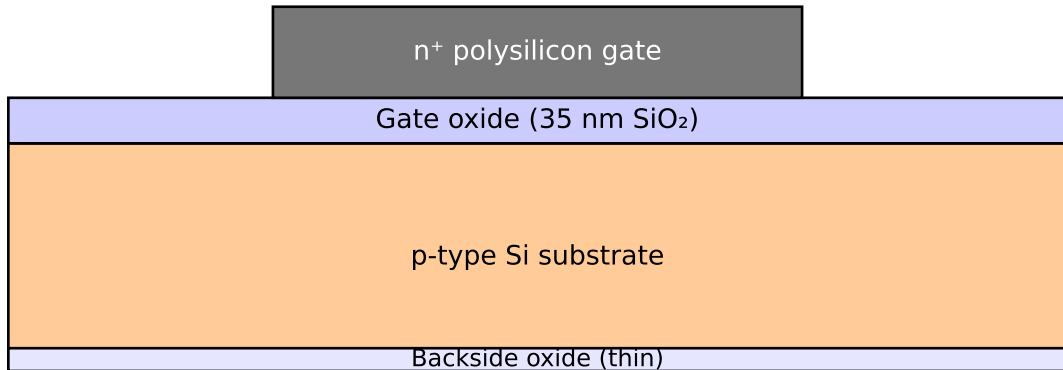 n⁺ polysilicon gate
Gate oxide (35 nm SiO₂)
p-type Si substrate
Backside oxide (thin)